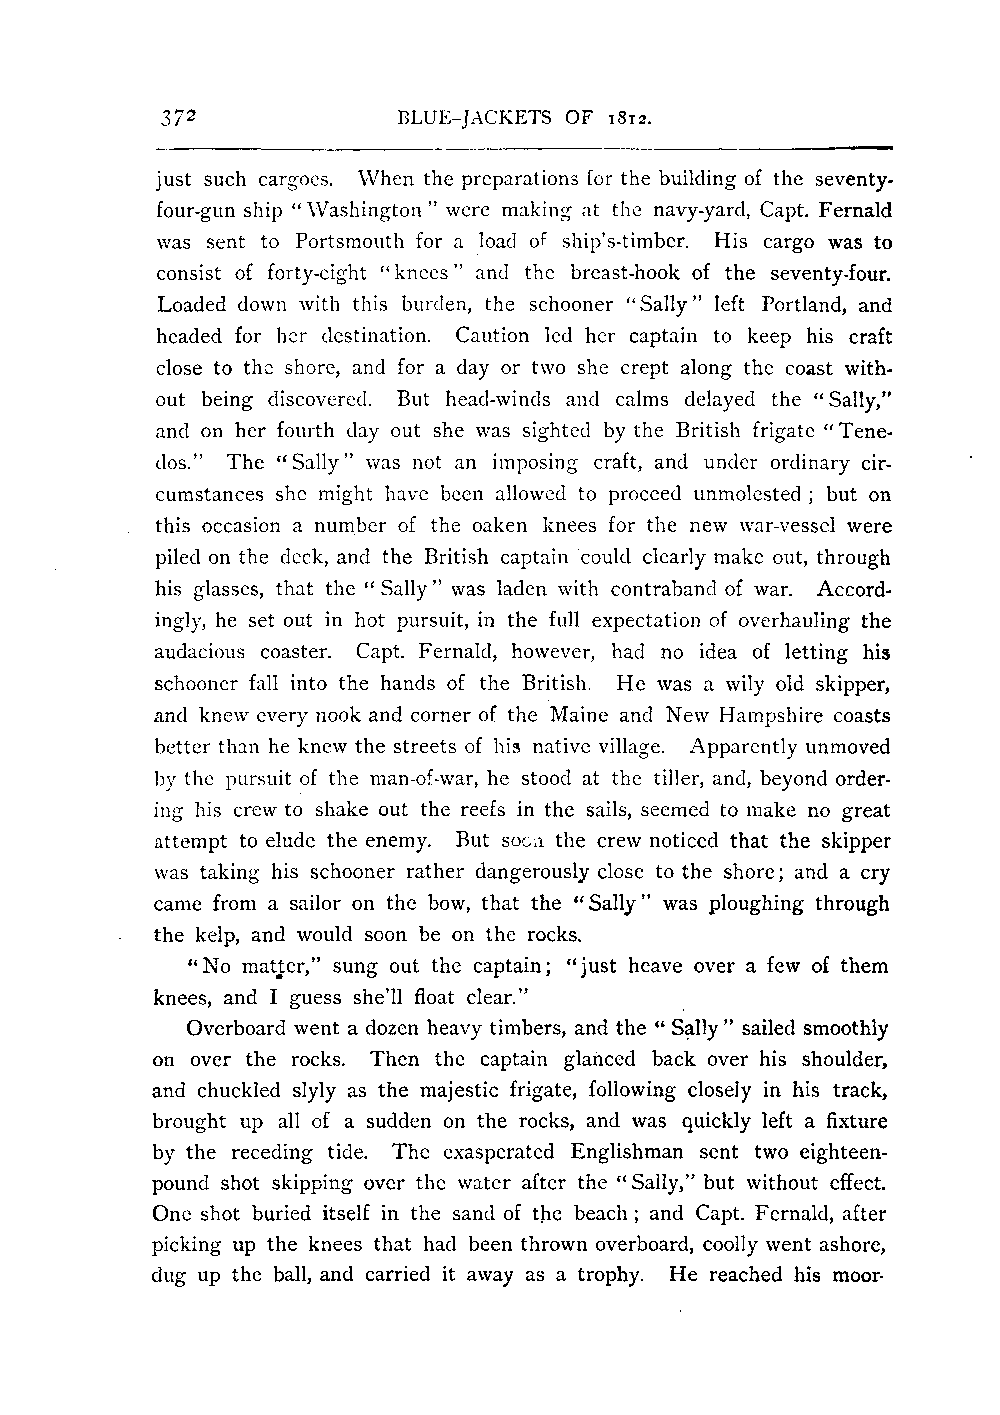 372 BLUE-JACKETS OF 1812.
just such cargoes. When the preparations for the building of the seventy-
four-gun ship “Washington” were making at the navy-yard, Capt. Fernald
was sent to Portsmouth for a load of ship's-timber. His cargo was to
consist of forty-eight “knees” and the breast-hook of the seventy-four.
Loaded down with this burden, the schooner “Sally” left Portland, and
headed for her destination. Caution led her captain to keep his craft
close to the shore, and for a day or two she crept along the coast with-
out being discovered. But head-winds and calms delayed the “Sally,”
and on her fourth day out she was sighted by the British frigate “Tene-
dos.” The “Sally” was not an imposing craft, and under ordinary cir-
cumstances she might have been allowed to proceed unmolested; but on
this occasion a number of the oaken knees for the new war-vessel were
piled on the deck, and the British captain could clearly make out, through
his glasses, that the “Sally” was laden with contraband of war. Accord-
ingly, he set out in hot pursuit, in the full expectation of overhauling the
audacious coaster. Capt. Fernald, however, had no idea of letting his
schooner fall into the hands of the British. He was a wily old skipper,
and knew every nook and corner of the Maine and New Hampshire coasts
better than he knew the streets of his native village. Apparently unmoved
by the pursuit of the man-of-war, he stood at the tiller, and, beyond order-
ing his crew to shake out the reefs in the sails, seemed to make no great
attempt to elude the enemy. But soon the crew noticed that the skipper
was taking his schooner rather dangerously close to the shore; and a cry
came from a sailor on the bow, that the “Sally” was ploughing through
the kelp, and would soon be on the rocks.
“No matter,” sung out the captain; “just heave over a few of them
knees, and I guess she'll float clear.”
Overboard went a dozen heavy timbers, and the “Sally” sailed smoothly
on over the rocks. Then the captain glanced back over his shoulder,
and chuckled slyly as the majestic frigate, following closely in his track,
brought up all of a sudden on the rocks, and was quickly left a fixture
by the receding tide. The exasperated Englishman sent two eighteen-
pound shot skipping over the water after the “Sally,” but without effect.
One shot buried itself in the sand of the beach; and Capt. Fernald, after
picking up the knees that had been thrown overboard, coolly went ashore,
dug up the ball, and carried it away as a trophy. He reached his moor-